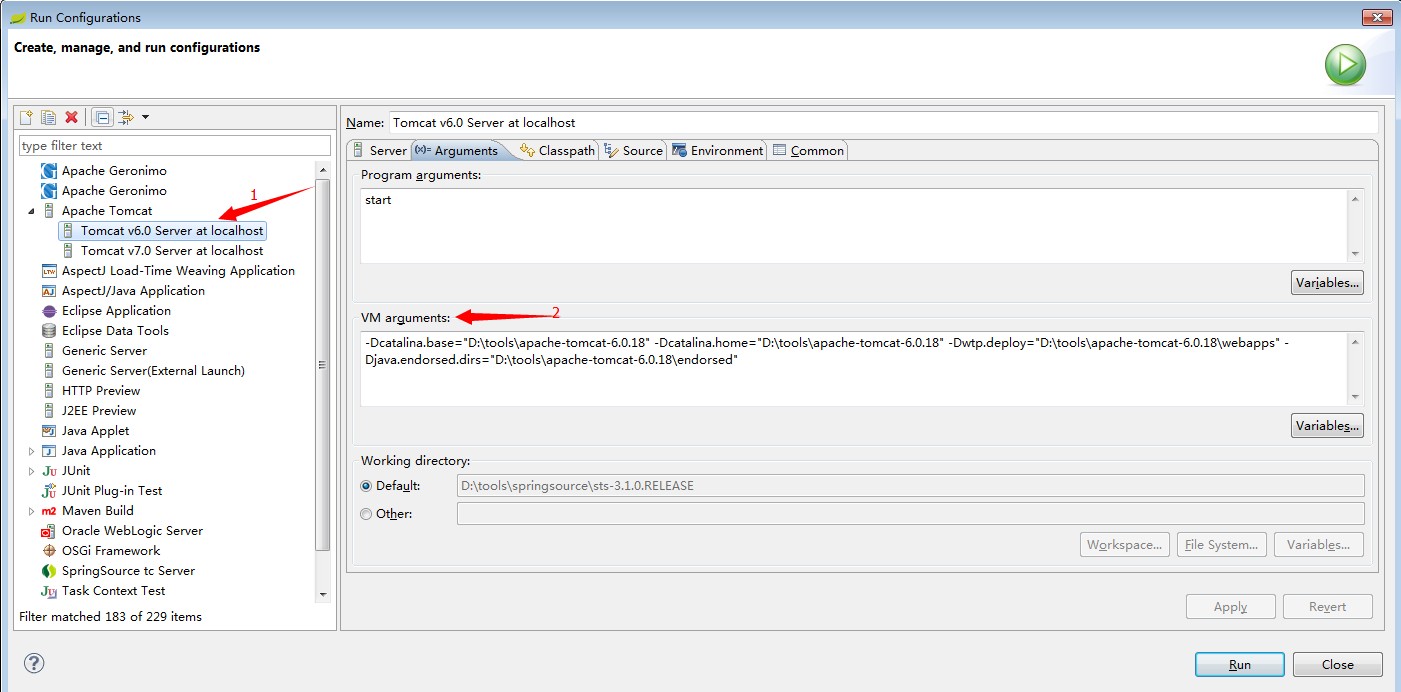 Run Configurations
Create, manage, and run configurations
type filter text
Apache Geronimo
Apache Geronimo
1
Apache Tomcat
Tomcat v6.0 Server at localhost
Tomcat v7.0 Server at localhost
LTW AspectJ Load-Time Weaving Application
AJ AspectJ/Java Application
Eclipse Application
Eclipse Data Tools
Generic Server
Generic Server(External Launch)
HTTP Preview
J2EE Preview
Java Applet
J Java Application
Ju JUnit
JUnit Plug-in Test
m2 Maven Build
Oracle WebLogic Server
OSGi Framework
SpringSource tc Server
Ju Task Context Test
Filter matched 183 of 229 items
Name: Tomcat v6.0 Server at localhost
Server (x)= Arguments Classpath Source Environment Common
Program arguments:
start
Variables...
VM arguments: 2
-Dcatalina.base="D:\tools\apache-tomcat-6.0.18" -Dcatalina.home="D:\tools\apache-tomcat-6.0.18" -Dwtp.deploy="D:\tools\apache-tomcat-6.0.18\webapps" -
Djava.endorsed.dirs="D:\tools\apache-tomcat-6.0.18\endorsed"
Variables...
Working directory:
Default: D:\tools\springsource\sts-3.1.0.RELEASE
Other:
Workspace... File System... Variables...
Apply Revert
? Run Close